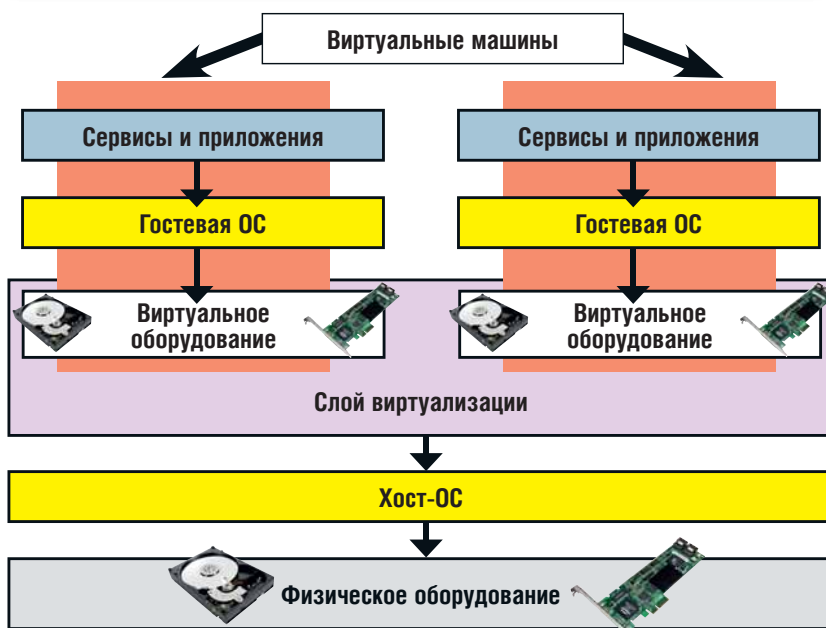 Виртуальные машины
Сервисы и приложения
Сервисы и приложения
Гостевая ОС
Гостевая ОС
Виртуальное
оборудование
Виртуальное
оборудование
Слой виртуализации
Хост-ОС
Физическое оборудование